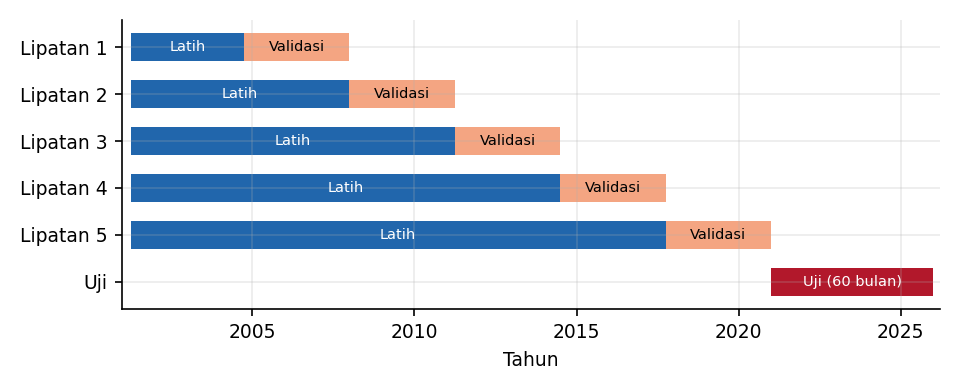 Lipatan 1 Latih Validasi
Lipatan 2 Latih Validasi
Lipatan 3 Latih Validasi
Lipatan 4 Latih Validasi
Lipatan 5 Latih Validasi
Uji Uji (60 bulan)
2005 2010 2015 2020 2025
Tahun